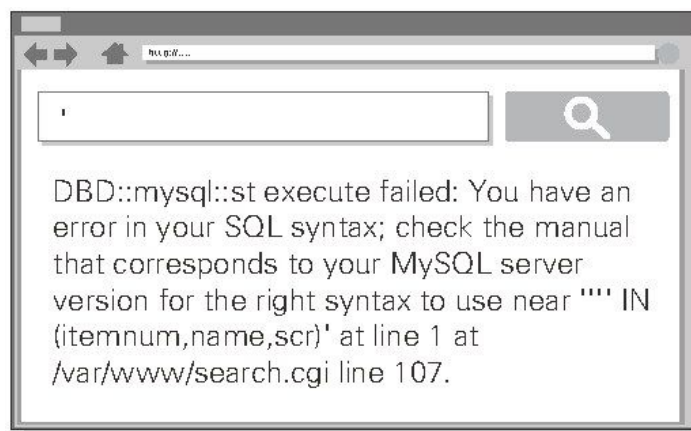 http://....
'
DBD::mysql::st execute failed: You have an
error in your SQL syntax; check the manual
that corresponds to your MySQL server
version for the right syntax to use near '''' IN
(itemnum,name,scr)' at line 1 at
/var/www/search.cgi line 107.